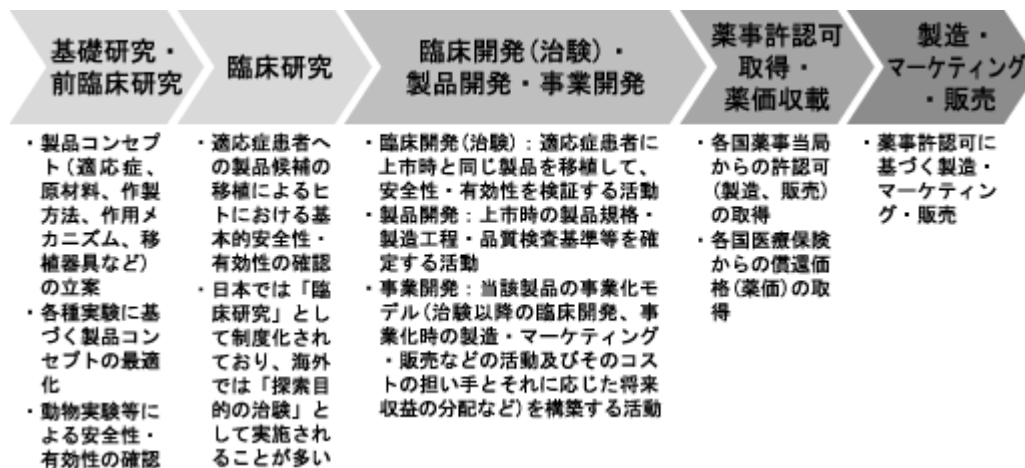 基礎研究・
前臨床研究
臨床研究
臨床開発(治験)・
製品開発・事業開発
薬事許認可
取得・
薬価収載
製造・
マーケティング
・販売
・製品コンセプ
ト(適応症、
原材料、作製
方法、作用メ
カニズム、移
植器具など)
の立案
・各種実験に基
づく製品コン
セプトの最適
化
・動物実験等に
よる安全性・
有効性の確認
・適応症患者へ
の製品候補の
移植によるヒ
トにおける基
本的安全性・
有効性の確認
・日本では「臨
床研究」とし
て制度化され
ており、海外
では「探索目
的の治験」と
して実施され
ることが多い
・臨床開発(治験)：適応症患者に
上市時と同じ製品を移植して、
安全性・有効性を検証する活動
・製品開発：上市時の製品規格・
製造工程・品質検査基準等を確
定する活動
・事業開発：当該製品の事業化モ
デル(治験以降の臨床開発、事
業化時の製造・マーケティング
・販売などの活動及びそのコス
トの担い手とそれに応じた将来
収益の分配など)を構築する活動
・各国薬事当局
からの許認可
(製造、販売)
の取得
・各国医療保険
からの償還価
格(薬価)の取
得
・薬事許認可に
基づく製造・
マーケティン
グ・販売